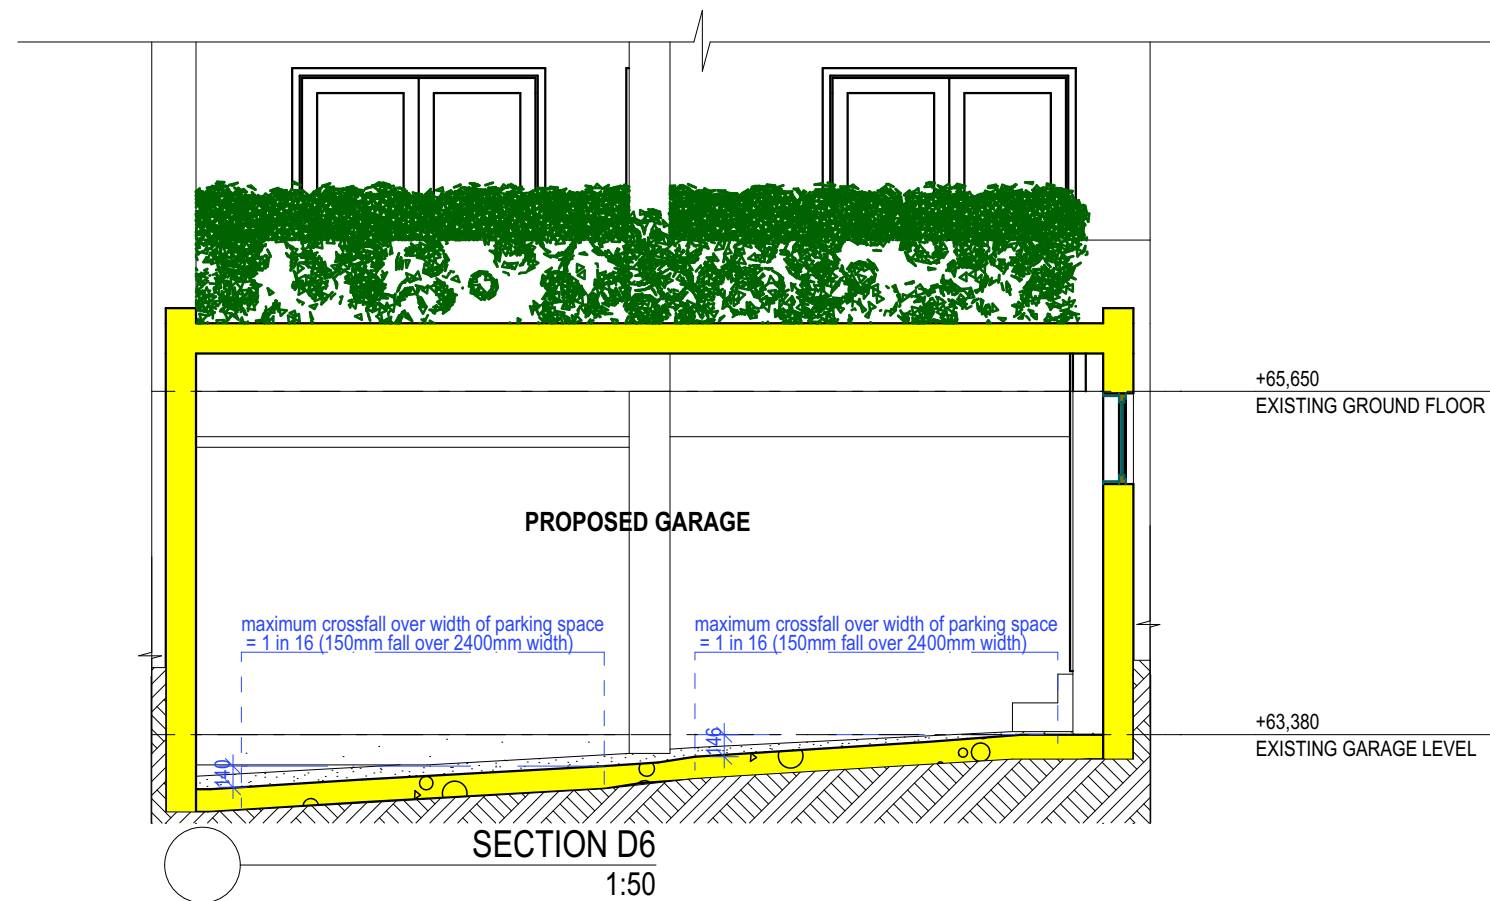 +65,650
EXISTING GROUND FLOOR
PROPOSED GARAGE
maximum crossfall over width of parking space
= 1 in 16 (150mm fall over 2400mm width)
maximum crossfall over width of parking space
= 1 in 16 (150mm fall over 2400mm width)
+63,380
EXISTING GARAGE LEVEL
146
140
SECTION D6
1:50